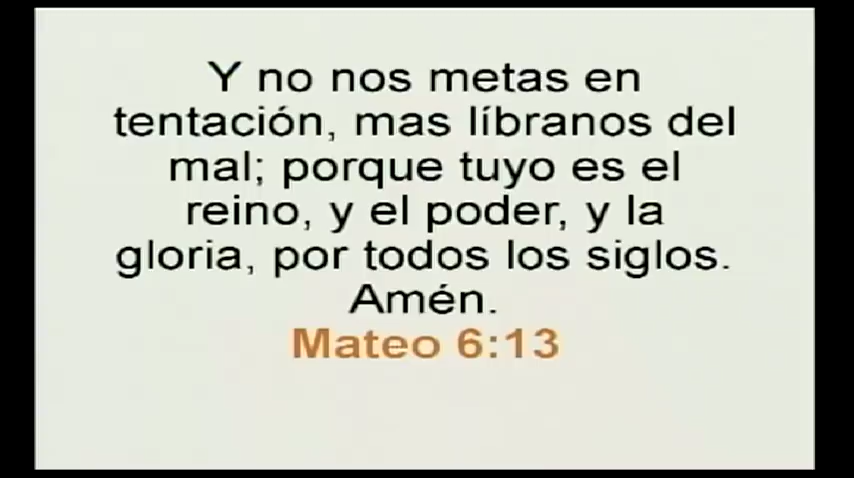 Y no nos metas en
tentación, mas líbranos del
mal; porque tuyo es el
reino, y el poder, y la
gloria, por todos los siglos.
Amén.
Mateo 6:13